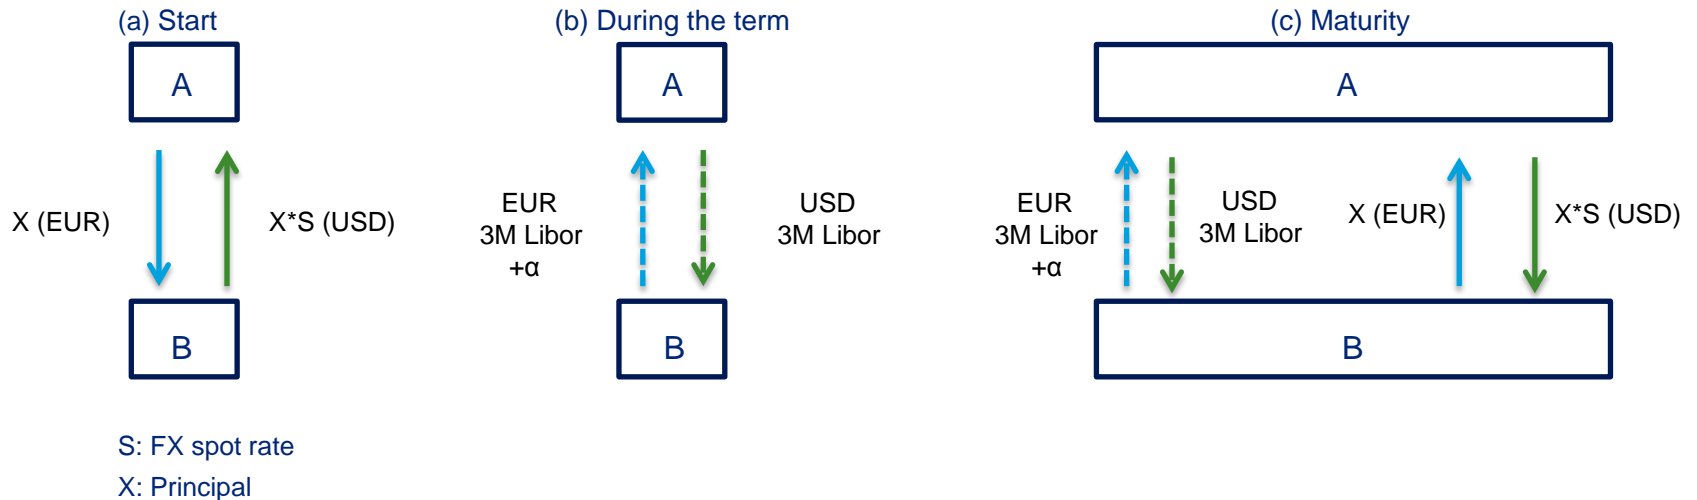 (a) Start
A
X (EUR)
X*S (USD)
B
(b) During the term
A
EUR
3M Libor
+α
USD
3M Libor
B
(c) Maturity
A
EUR
3M Libor
+α
USD
3M Libor
X (EUR)
X*S (USD)
B
S: FX spot rate
X: Principal